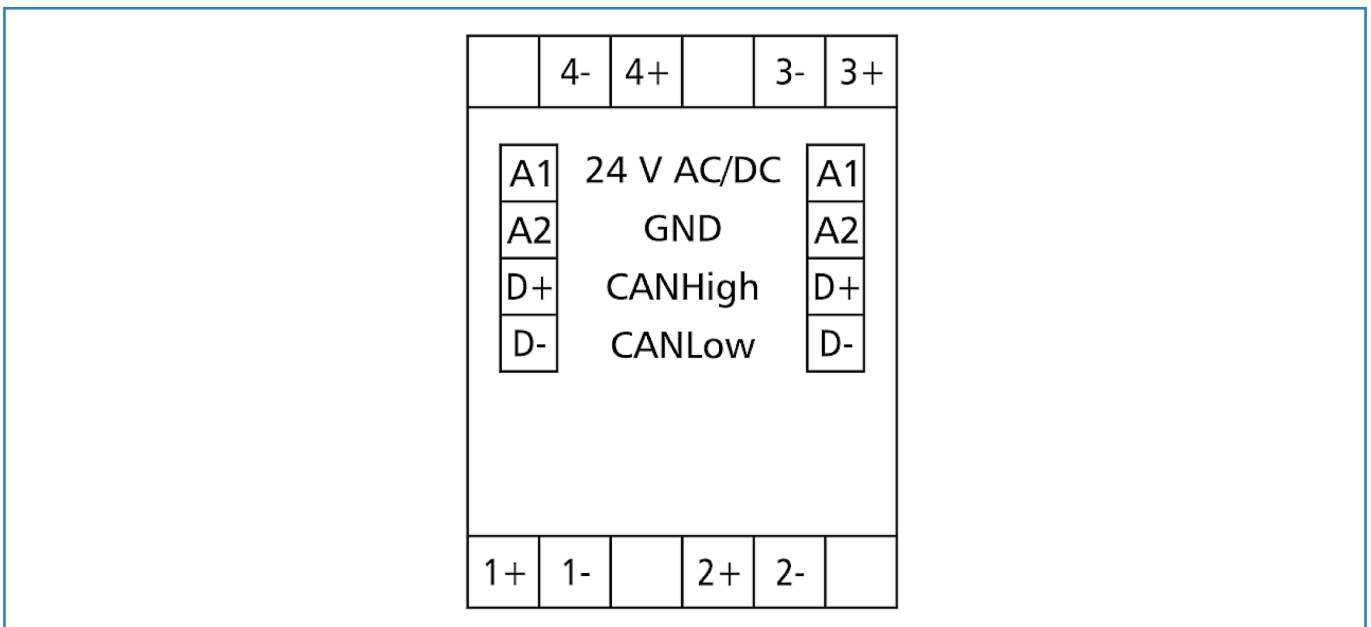 4- 4+ 3- 3+
A1 24 V AC/DC A1
A2 GND A2
D+ CANHigh D+
D- CANLow D-
1+ 1- 2+ 2-